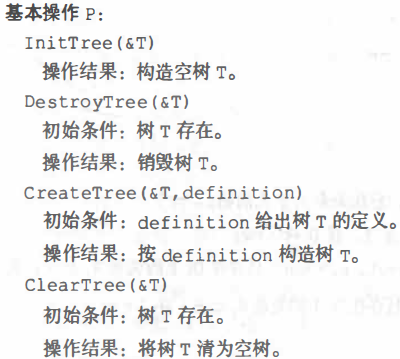 基本操作 P：
InitTree(&T)
操作结果：构造空树 T。
DestroyTree(&T)
初始条件：树 T 存在。
操作结果：销毁树 T。
CreateTree(&T,definition)
初始条件：definition 给出树 T 的定义。
操作结果：按 definition 构造树 T。
ClearTree(&T)
初始条件：树 T 存在。
操作结果：将树 T 清为空树。